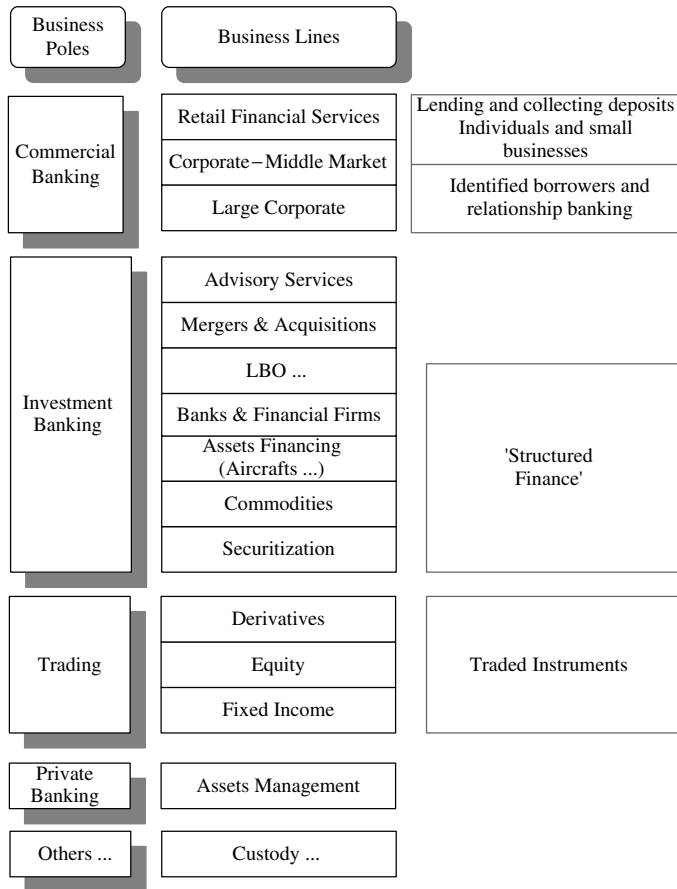 Business
Poles
Business Lines
Commercial
Banking
Retail Financial Services
Corporate−Middle Market
Large Corporate
Lending and collecting deposits
Individuals and small
businesses
Identified borrowers and
relationship banking
Investment
Banking
Advisory Services
Mergers & Acquisitions
LBO ...
Banks & Financial Firms
Assets Financing
(Aircrafts ...)
Commodities
Securitization
'Structured
Finance'
Trading
Derivatives
Equity
Fixed Income
Traded Instruments
Private
Banking
Assets Management
Others ...
Custody ...